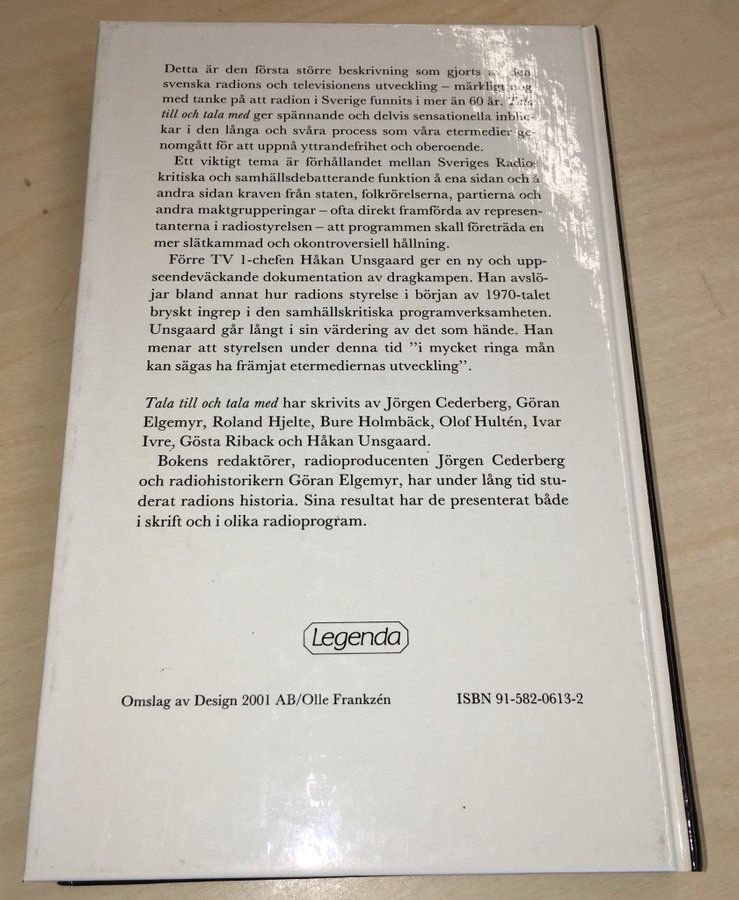 Detta är den första större beskrivning som gjorts av den
svenska radions och televisionens utveckling – märkligt nog
med tanke på att radion i Sverige funnits i mer än 60 år. Tala
till och tala med ger spännande och delvis sensationella inblic-
kar i den långa och svåra process som våra etermedier ge-
nomgått för att uppnå yttrandefrihet och oberoende.
Ett viktigt tema är förhållandet mellan Sveriges Radios
kritiska och samhällsdebatterande funktion å ena sidan och å
andra sidan kraven från staten, folkrörelserna, partierna och
andra maktgrupperingar – ofta direkt framförda av represen-
tanterna i radiostyrelsen – att programmen skall företräda en
mer slätkammad och okontroversiell hållning.
Förre TV 1-chefen Håkan Unsgaard ger en ny och upp-
seendeväckande dokumentation av dragkampen. Han avslö-
jar bland annat hur radions styrelse i början av 1970-talet
bryskt ingrep i den samhällskritiska programverksamheten.
Unsgaard går långt i sin värdering av det som hände. Han
menar att styrelsen under denna tid ”i mycket ringa mån
kan sägas ha främjat etermediernas utveckling”.
Tala till och tala med har skrivits av Jörgen Cederberg, Göran
Elgemyr, Roland Hjelte, Bure Holmbäck, Olof Hultén, Ivar
Ivre, Gösta Riback och Håkan Unsgaard.
Bokens redaktörer, radioproducenten Jörgen Cederberg
och radiohistorikern Göran Elgemyr, har under lång tid stu-
derat radions historia. Sina resultat har de presenterat både
i skrift och i olika radioprogram.
Legenda
Omslag av Design 2001 AB/Olle Frankzén ISBN 91-582-0613-2